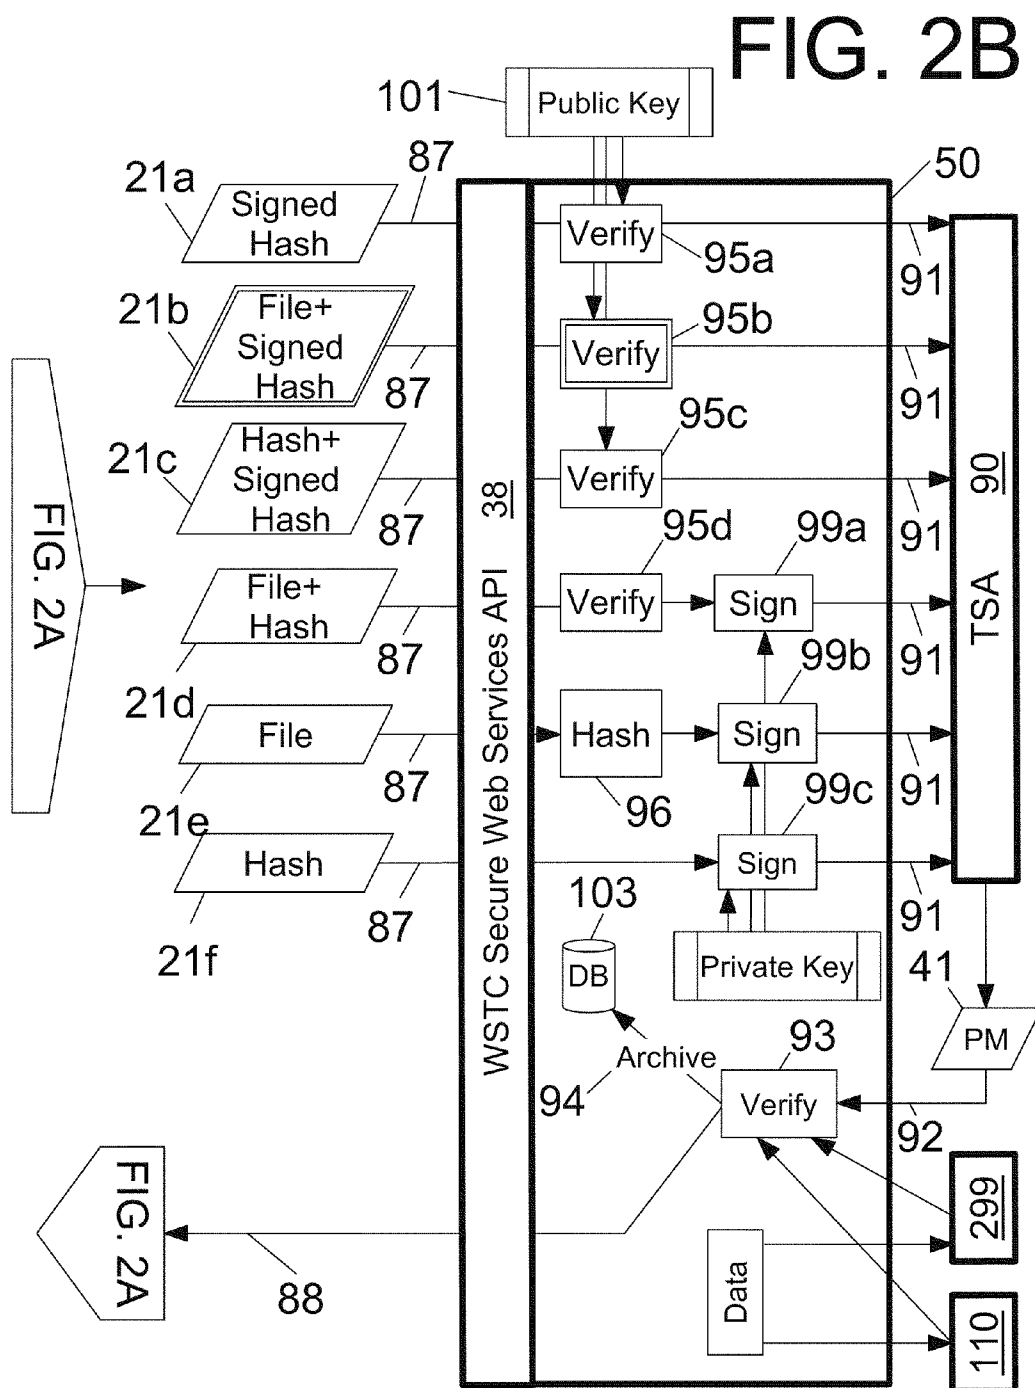 FIG. 2B
101
Public Key
87
50
21a
Signed
Hash
Verify
95a
91
21b
File+
Signed
Hash
87
Verify
95b
91
21c
Hash+
Signed
Hash
87
Verify
95c
91
FIG. 2A
WSTC Secure Web Services API 38
TSA 90
21d
File+
Hash
87
Verify
95d
Sign
99a
91
21e
File
87
Hash
96
Sign
99b
91
21f
Hash
87
Sign
99c
91
103
DB
Private Key
41
PM
Archive
94
93
Verify
92
FIG. 2A
88
Data
299
110